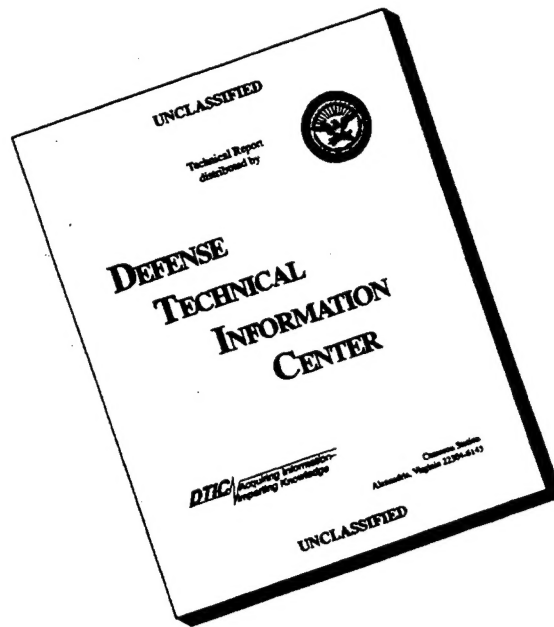 UNCLASSIFIED
Technical Report
distributed by
DEFENSE
TECHNICAL
INFORMATION
CENTER
DTIC Acquiring Information-
Imparting Knowledge
Cameron Station
Alexandria, Virginia 22304-6145
UNCLASSIFIED